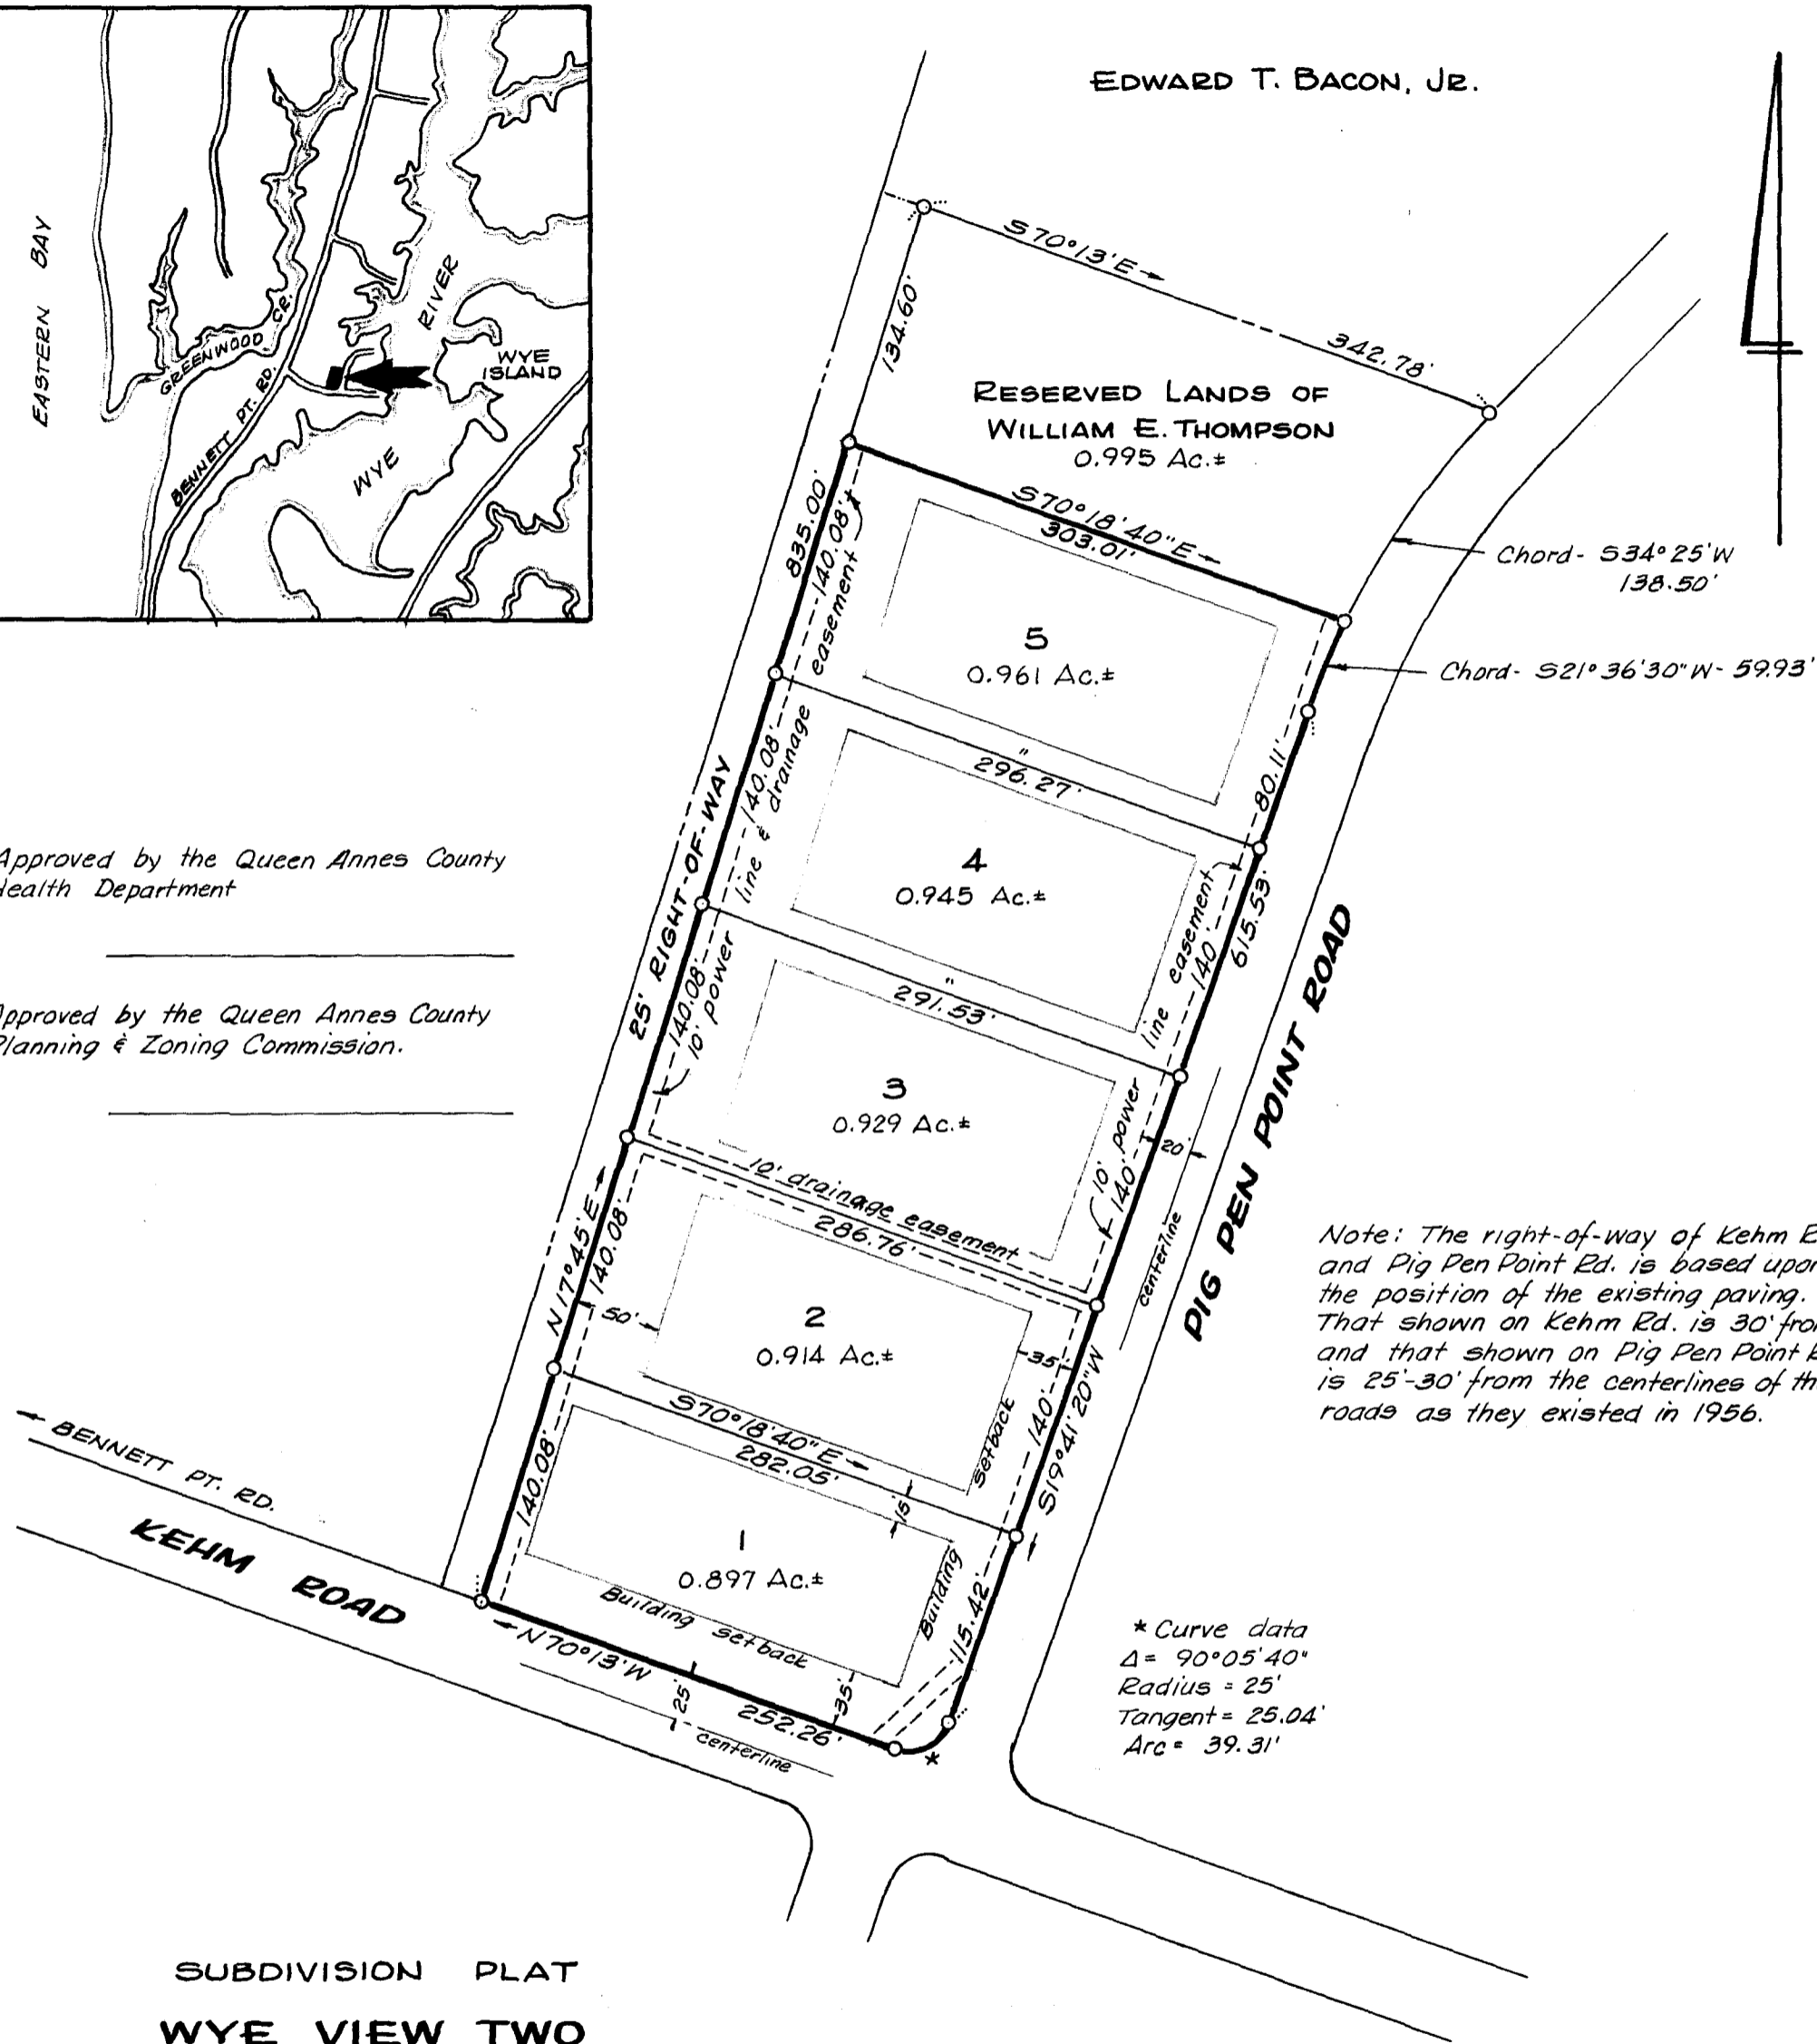 EASTERN BAY
GREENWOOD CR.
BENNETT PT. RD.
RIVER
WYE
WYE
ISLAND
EDWARD T. BACON, JR.
S70°13'E
342.78'
134.60'
RESERVED LANDS OF
WILLIAM E. THOMPSON
0.995 Ac.±
Chord- S34°25'W
138.50'
Chord- S21°36'30"W- 59.93'
S70°18'40"E
303.01'
835.00'
140.08'
5
0.961 Ac.±
80.11'
"
296.27'
140.08'
4
0.945 Ac.±
140'
615.53'
"
291.53'
25' RIGHT-OF-WAY
140.08'
10' power line & drainage easement
3
0.929 Ac.±
140'
10' power line easement
20'
centerline
PIG PEN POINT ROAD
10' drainage easement
286.76'
N17°45'E
140.08'
50'
2
0.914 Ac.±
35'
140'
S19°41'20"W
S70°18'40"E
282.05'
15'
140.08'
1
0.897 Ac.±
Building setback
Building setback
115.42'
N70°13'W
252.26'
25'
35'
centerline
*
BENNETT PT. RD.
KEHM ROAD
Approved by the Queen Annes County
Health Department
Approved by the Queen Annes County
Planning & Zoning Commission.
Note: The right-of-way of Kehm
and Pig Pen Point Rd. is based upon
the position of the existing paving.
That shown on Kehm Rd. is 30' from
and that shown on Pig Pen Point
is 25'-30' from the centerlines of
roads as they existed in 1956.
* Curve data
Δ= 90°05'40"
Radius = 25'
Tangent = 25.04'
Arc = 39.31'
SUBDIVISION PLAT
WYE VIEW TWO